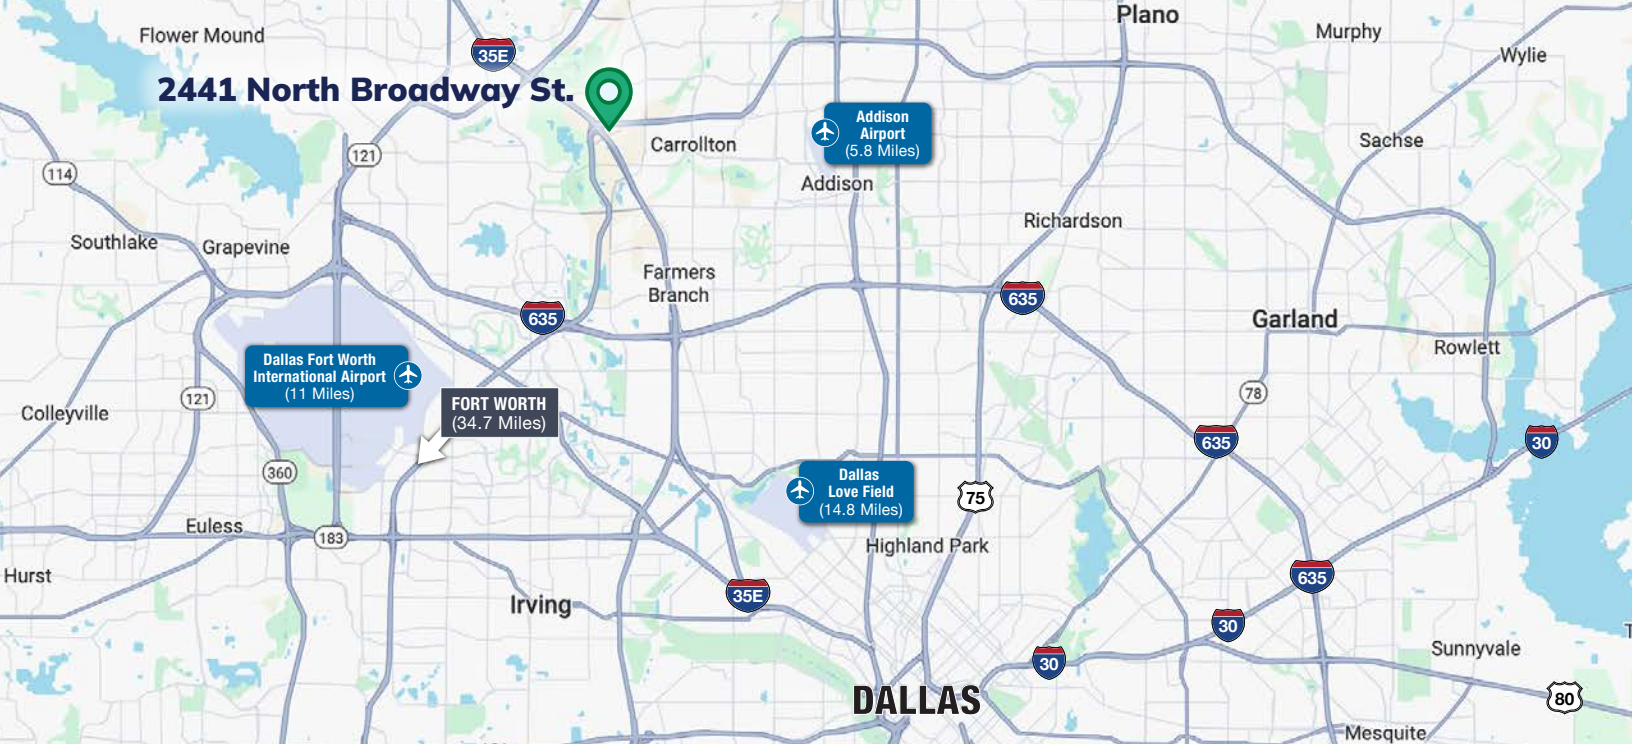 Plano
Flower Mound
Murphy
35E
Wylie
2441 North Broadway St.
Addison
Airport
(5.8 Miles)
Carrollton
Sachse
121
114
Addison
Richardson
Southlake
Grapevine
Farmers
Branch
635
635
Garland
Rowlett
Dallas Fort Worth
International Airport
(11 Miles)
121
78
FORT WORTH
(34.7 Miles)
Colleyville
635
30
360
Dallas
Love Field
(14.8 Miles)
75
Euless
183
Highland Park
Hurst
635
35E
Irving
30
Sunnyvale
30
DALLAS
80
Mesquite